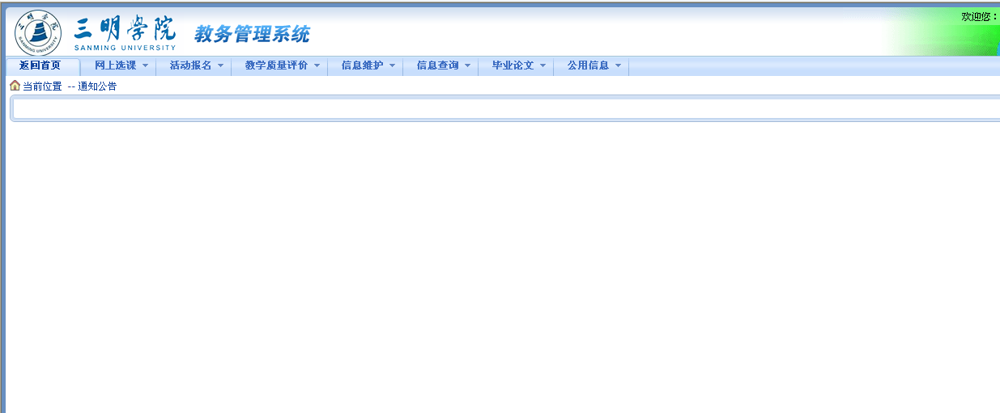 欢迎您：
三明学院
SANMING UNIVERSITY
教务管理系统
返回首页 网上选课 活动报名 教学质量评价 信息维护 信息查询 毕业论文 公用信息
当前位置 -- 通知公告